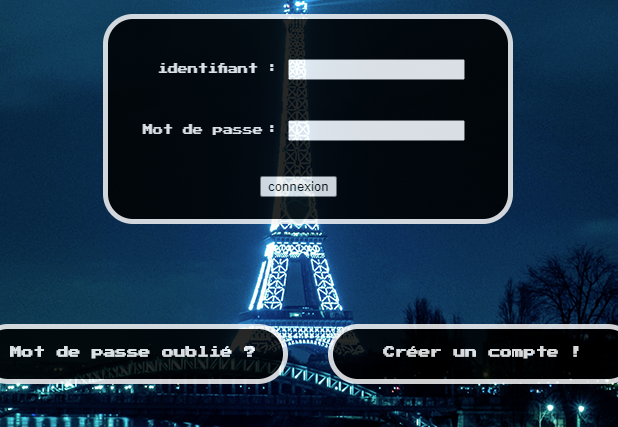 identifiant :
Mot de passe :
connexion
Mot de passe oublié ?
Créer un compte !